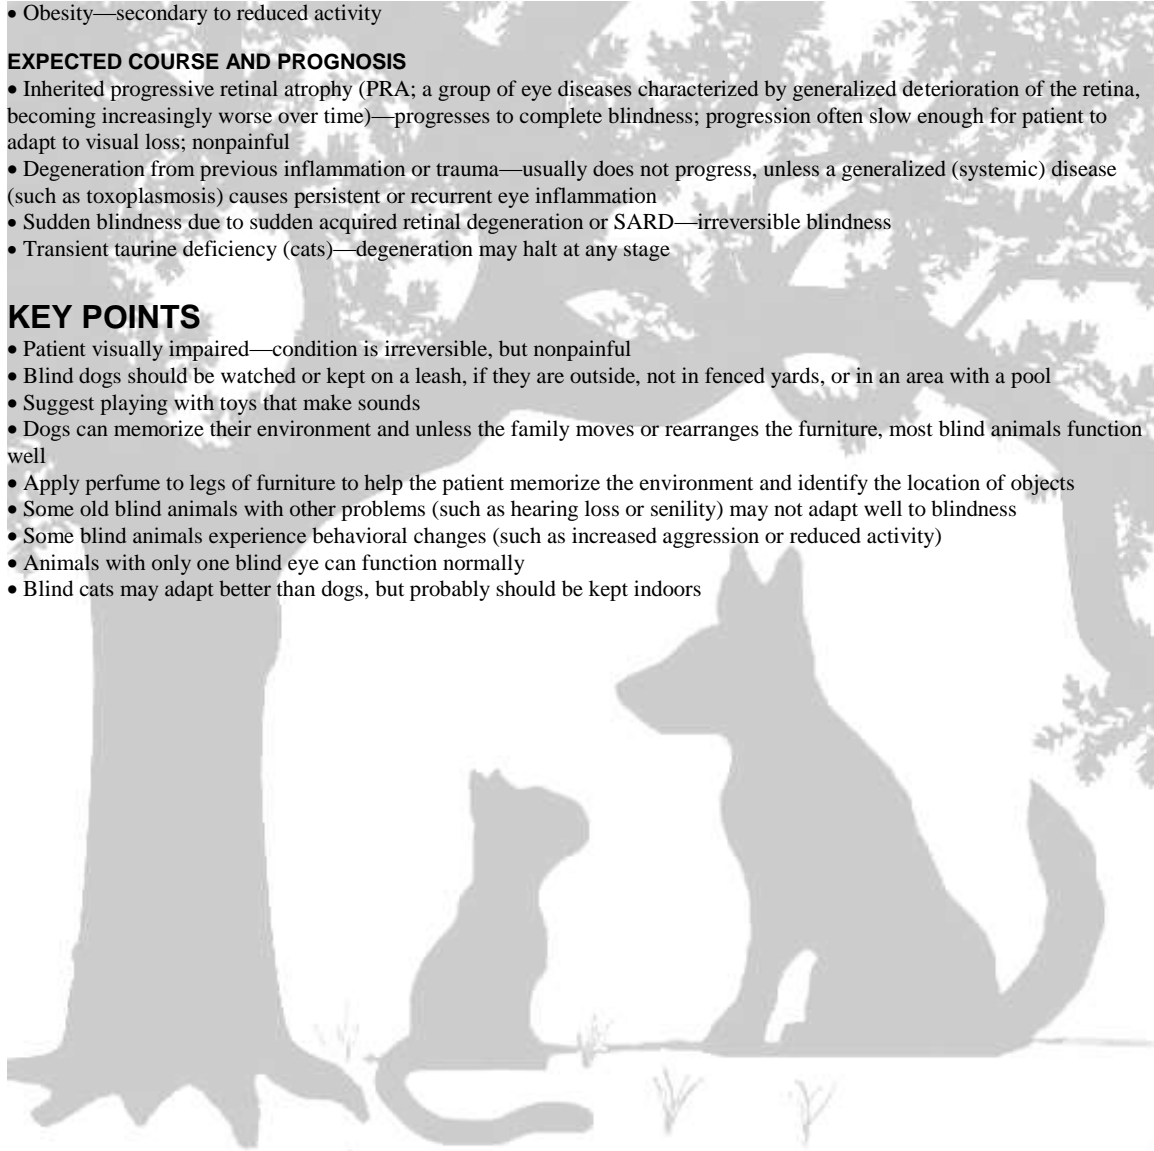 • Obesity—secondary to reduced activity
EXPECTED COURSE AND PROGNOSIS
• Inherited progressive retinal atrophy (PRA; a group of eye diseases characterized by generalized deterioration of the retina,
becoming increasingly worse over time)—progresses to complete blindness; progression often slow enough for patient to
adapt to visual loss; nonpainful
• Degeneration from previous inflammation or trauma—usually does not progress, unless a generalized (systemic) disease
(such as toxoplasmosis) causes persistent or recurrent eye inflammation
• Sudden blindness due to sudden acquired retinal degeneration or SARD—irreversible blindness
• Transient taurine deficiency (cats)—degeneration may halt at any stage
KEY POINTS
• Patient visually impaired—condition is irreversible, but nonpainful
• Blind dogs should be watched or kept on a leash, if they are outside, not in fenced yards, or in an area with a pool
• Suggest playing with toys that make sounds
• Dogs can memorize their environment and unless the family moves or rearranges the furniture, most blind animals function
well
• Apply perfume to legs of furniture to help the patient memorize the environment and identify the location of objects
• Some old blind animals with other problems (such as hearing loss or senility) may not adapt well to blindness
• Some blind animals experience behavioral changes (such as increased aggression or reduced activity)
• Animals with only one blind eye can function normally
• Blind cats may adapt better than dogs, but probably should be kept indoors